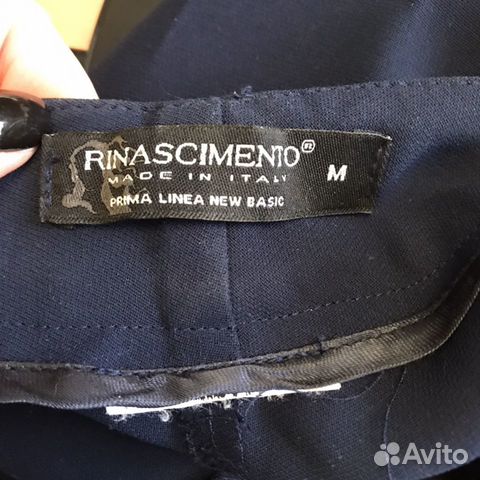 RINASCIMENTO®
MADE IN ITALY
M
PRIMA LINEA NEW BASIC
Avito